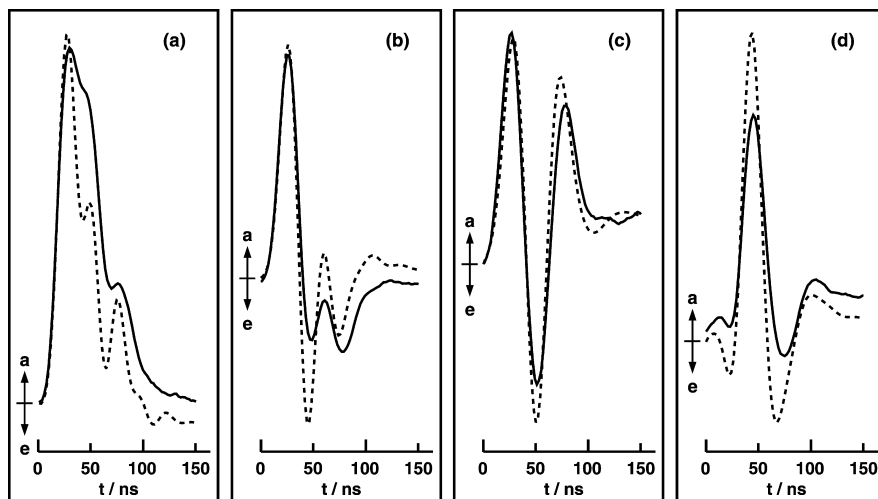 (a) (b) (c) (d)
a a a a
e e e e
0 50 100 150 0 50 100 150 0 50 100 150 0 50 100 150
t / ns t / ns t / ns t / ns